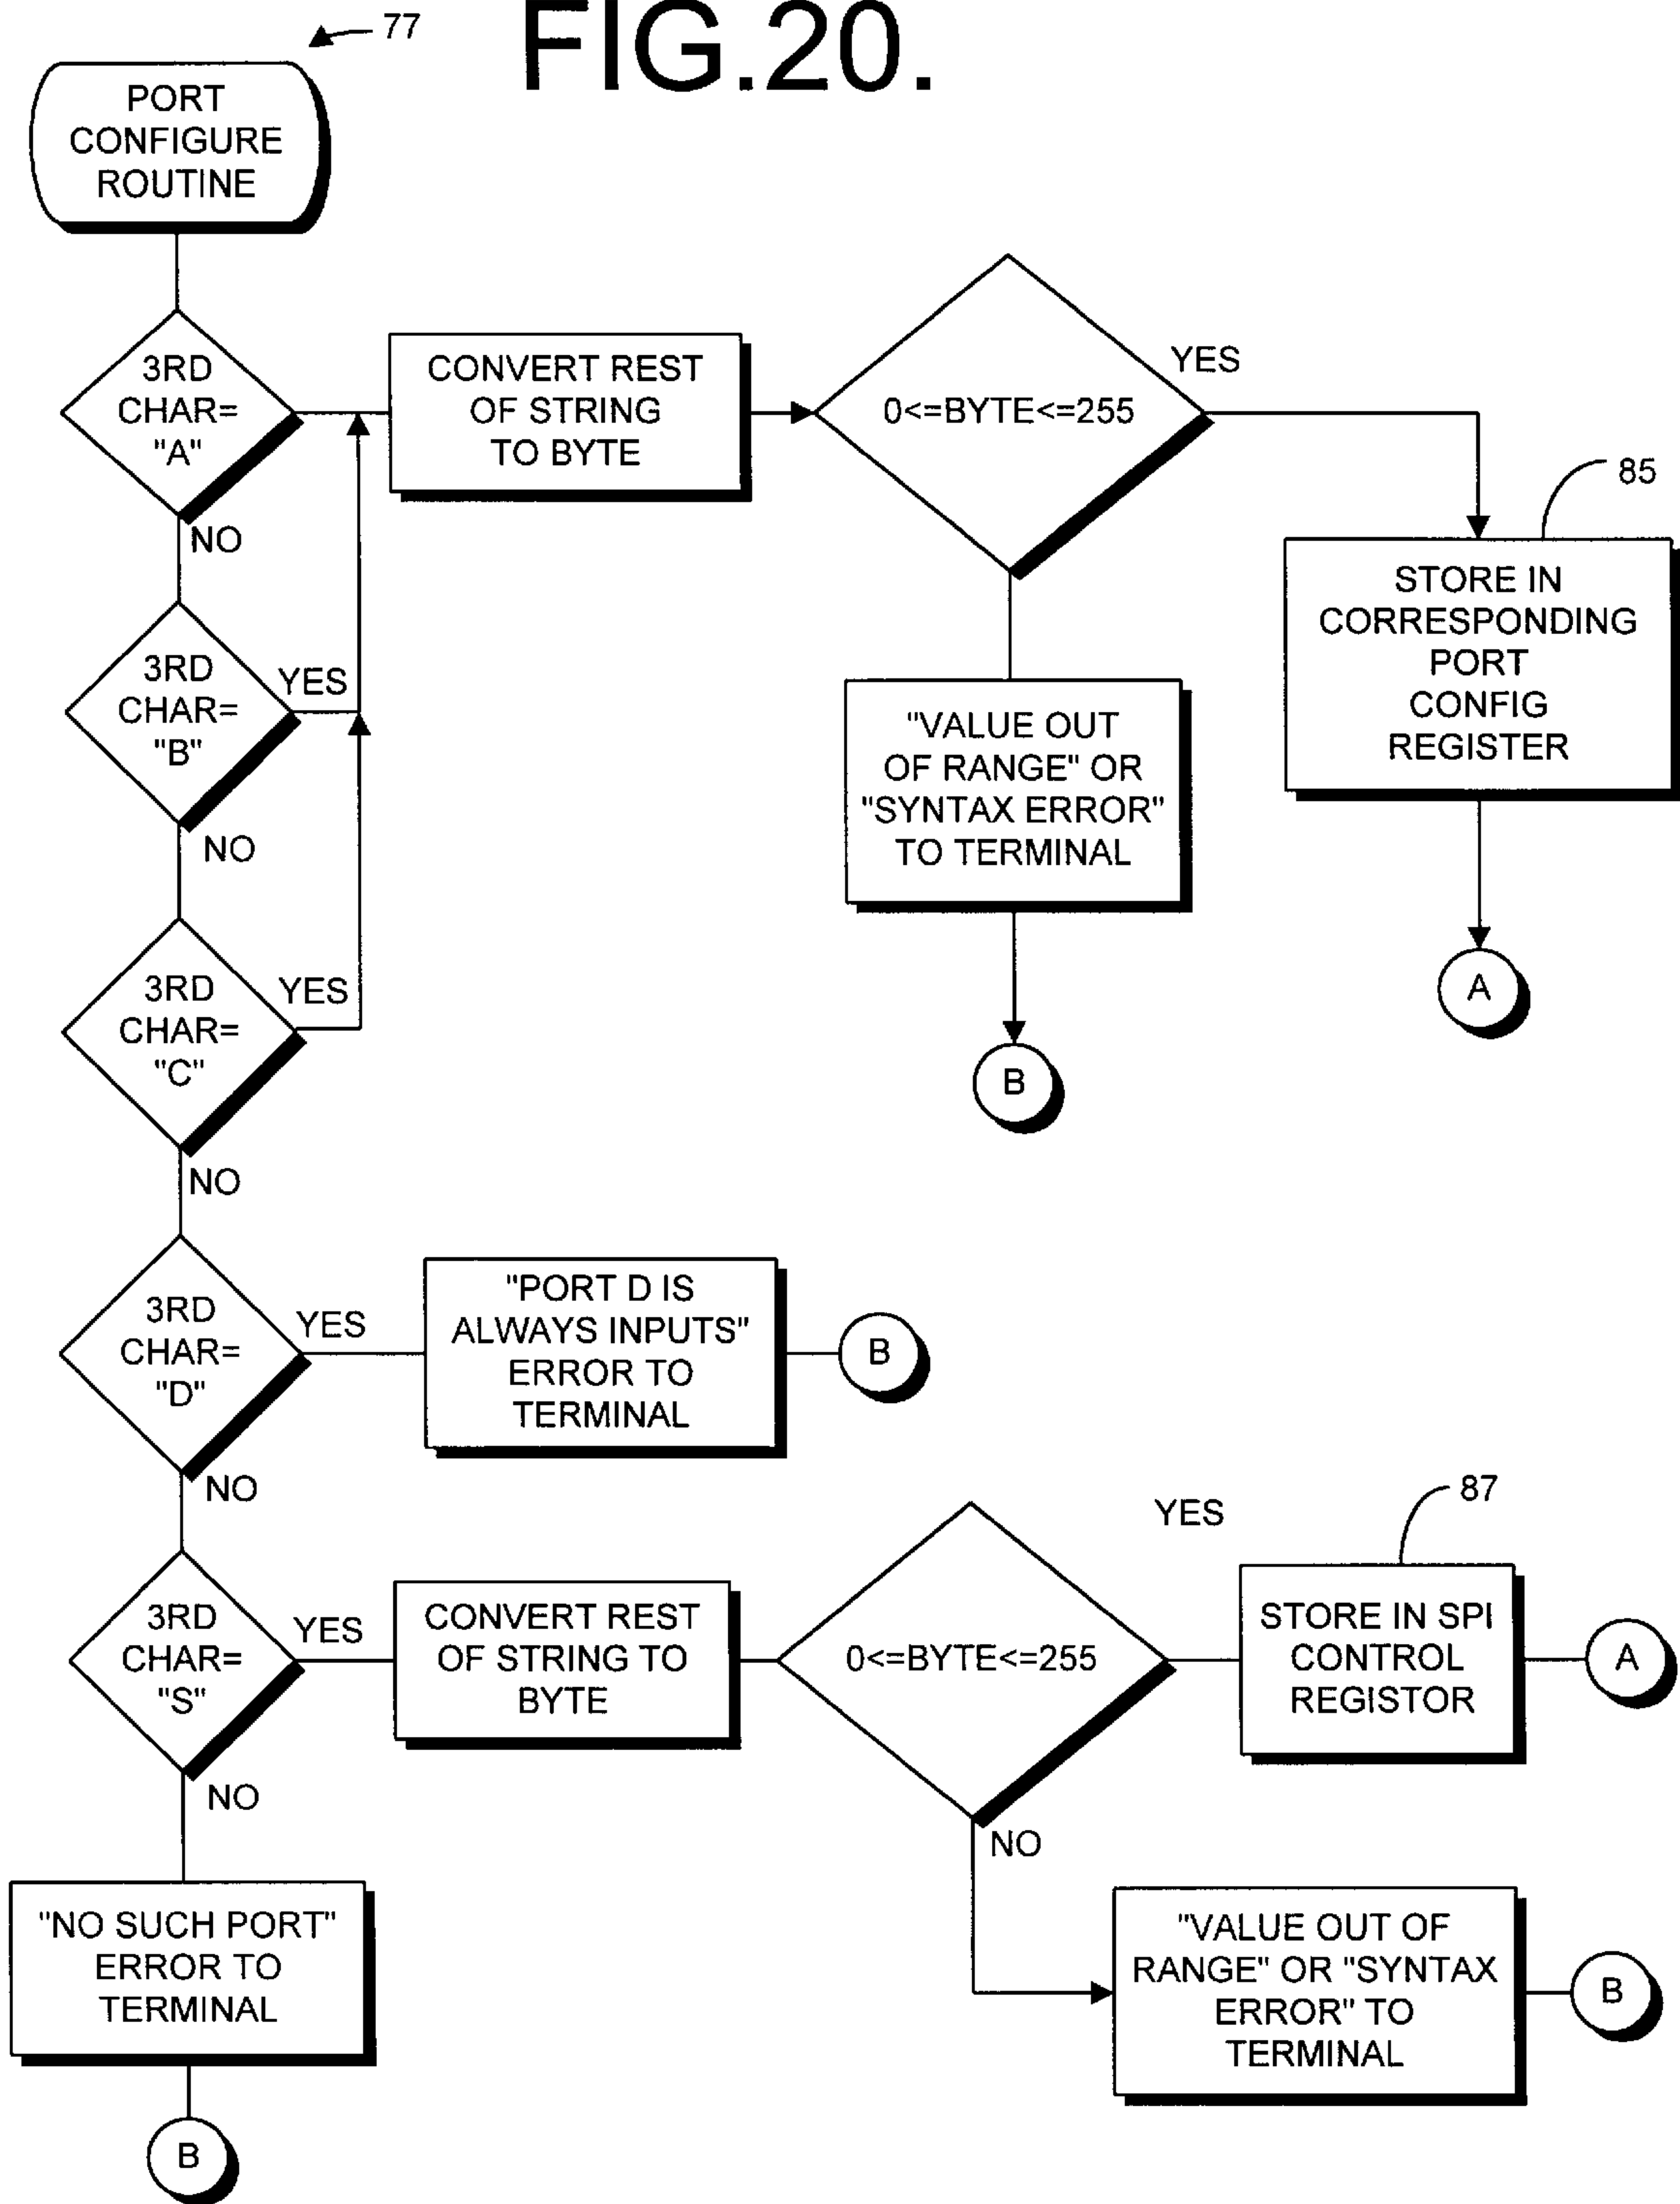 FIG.20.
77
PORT
CONFIGURE
ROUTINE
3RD
CHAR=
"A"
NO
CONVERT REST
OF STRING
TO BYTE
0<=BYTE<=255
YES
85
STORE IN
CORRESPONDING
PORT
CONFIG
REGISTER
A
"VALUE OUT
OF RANGE" OR
"SYNTAX ERROR"
TO TERMINAL
B
3RD
CHAR=
"B"
YES
NO
3RD
CHAR=
"C"
YES
NO
3RD
CHAR=
"D"
YES
NO
"PORT D IS
ALWAYS INPUTS"
ERROR TO
TERMINAL
B
3RD
CHAR=
"S"
YES
NO
CONVERT REST
OF STRING TO
BYTE
0<=BYTE<=255
YES
NO
87
STORE IN SPI
CONTROL
REGISTOR
A
"VALUE OUT OF
RANGE" OR "SYNTAX
ERROR" TO
TERMINAL
B
"NO SUCH PORT"
ERROR TO
TERMINAL
B